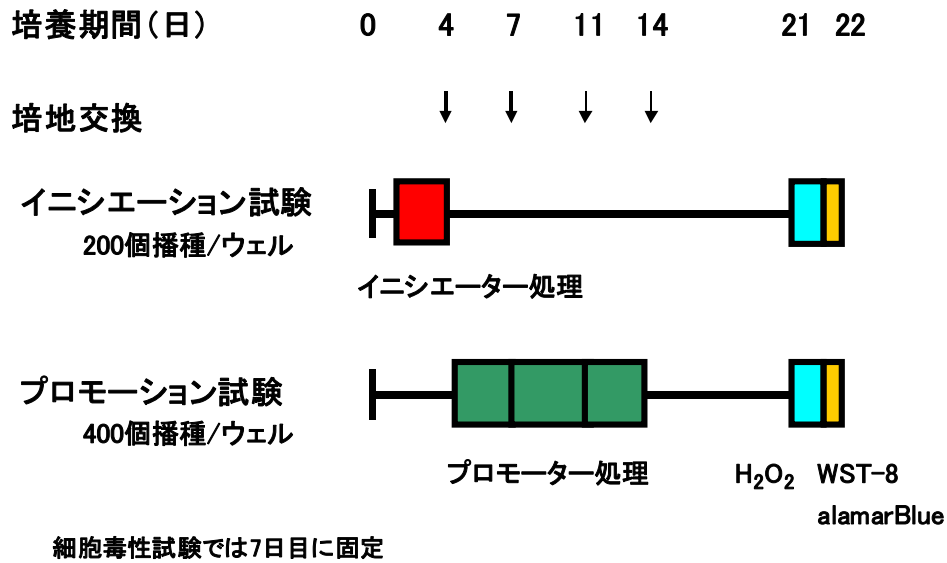 培養期間(日) 0 4 7 11 14 21 22
培地交換
イニシエーション試験
200個播種/ウェル
イニシエーター処理
プロモーション試験
400個播種/ウェル
プロモーター処理 H₂O₂ WST-8
alamarBlue
細胞毒性試験では7日目に固定